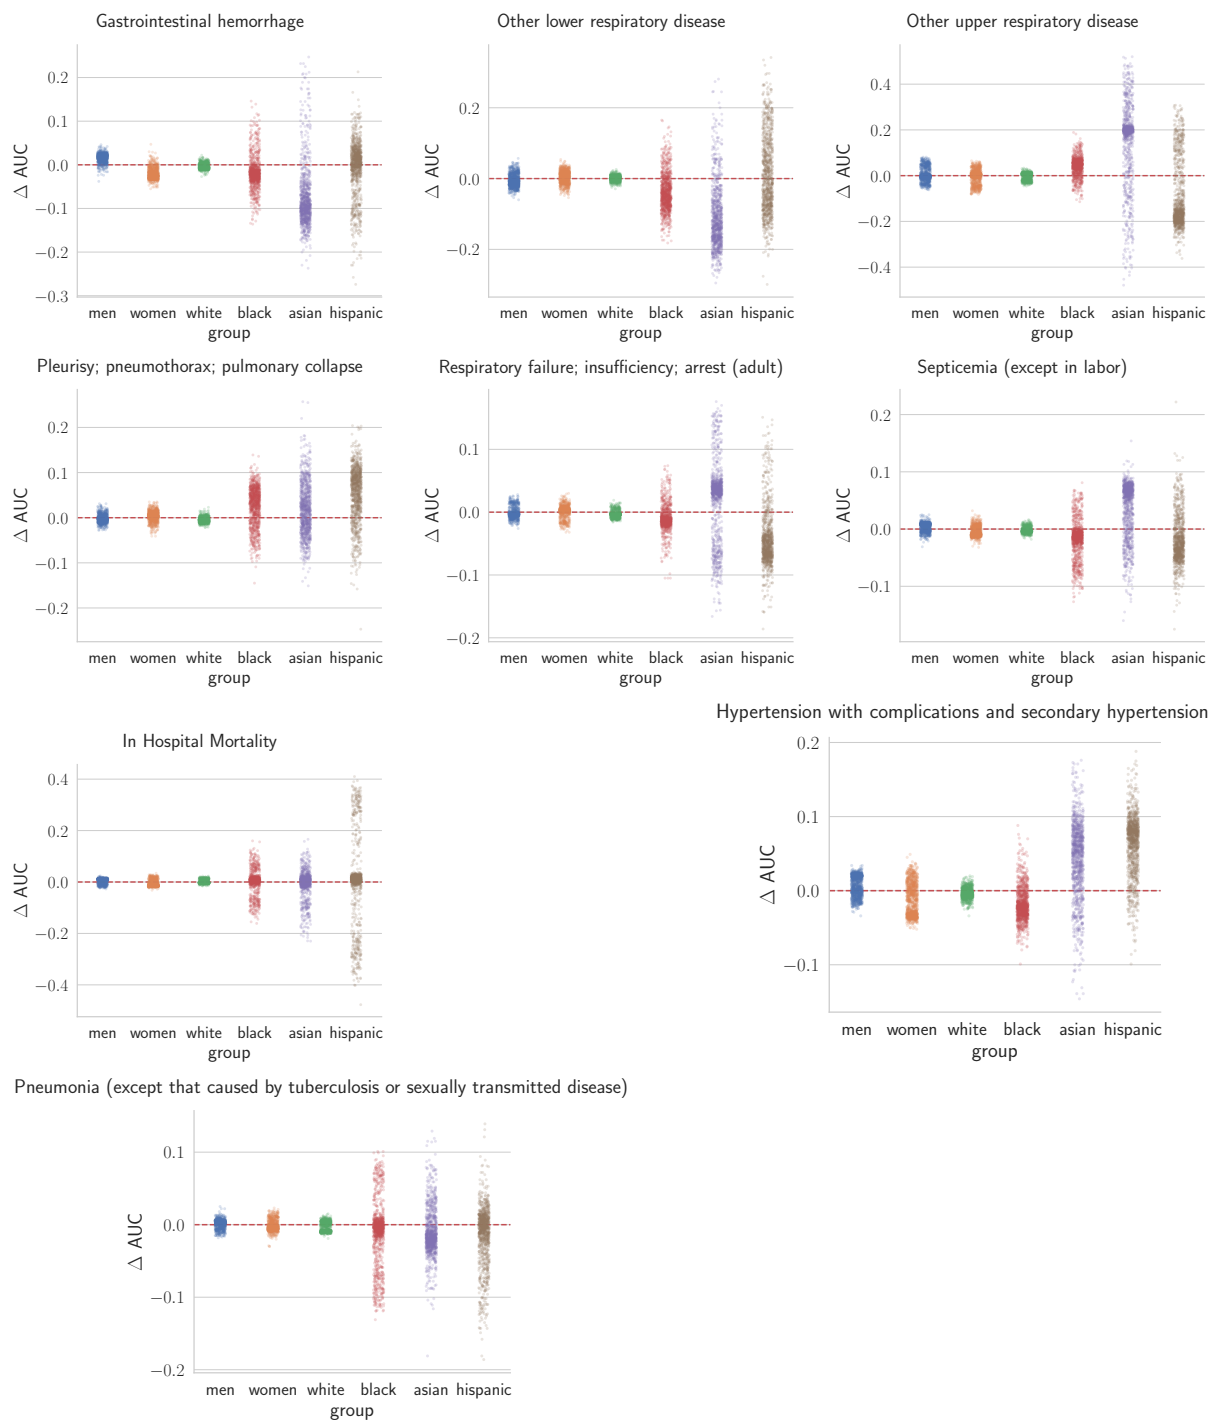 Gastrointestinal hemorrhage
Δ AUC
0.2
0.1
0.0
−0.1
−0.2
−0.3
men women white black asian hispanic
group
Other lower respiratory disease
Δ AUC
0.2
0.0
−0.2
men women white black asian hispanic
group
Other upper respiratory disease
Δ AUC
0.4
0.2
0.0
−0.2
−0.4
men women white black asian hispanic
group
Pleurisy; pneumothorax; pulmonary collapse
Δ AUC
0.2
0.1
0.0
−0.1
−0.2
men women white black asian hispanic
group
Respiratory failure; insufficiency; arrest (adult)
Δ AUC
0.1
0.0
−0.1
−0.2
men women white black asian hispanic
group
Septicemia (except in labor)
Δ AUC
0.2
0.1
0.0
−0.1
men women white black asian hispanic
group
In Hospital Mortality
Δ AUC
0.4
0.2
0.0
−0.2
−0.4
men women white black asian hispanic
group
Hypertension with complications and secondary hypertension
Δ AUC
0.2
0.1
0.0
−0.1
men women white black asian hispanic
group
Pneumonia (except that caused by tuberculosis or sexually transmitted disease)
Δ AUC
0.1
0.0
−0.1
−0.2
men women white black asian hispanic
group